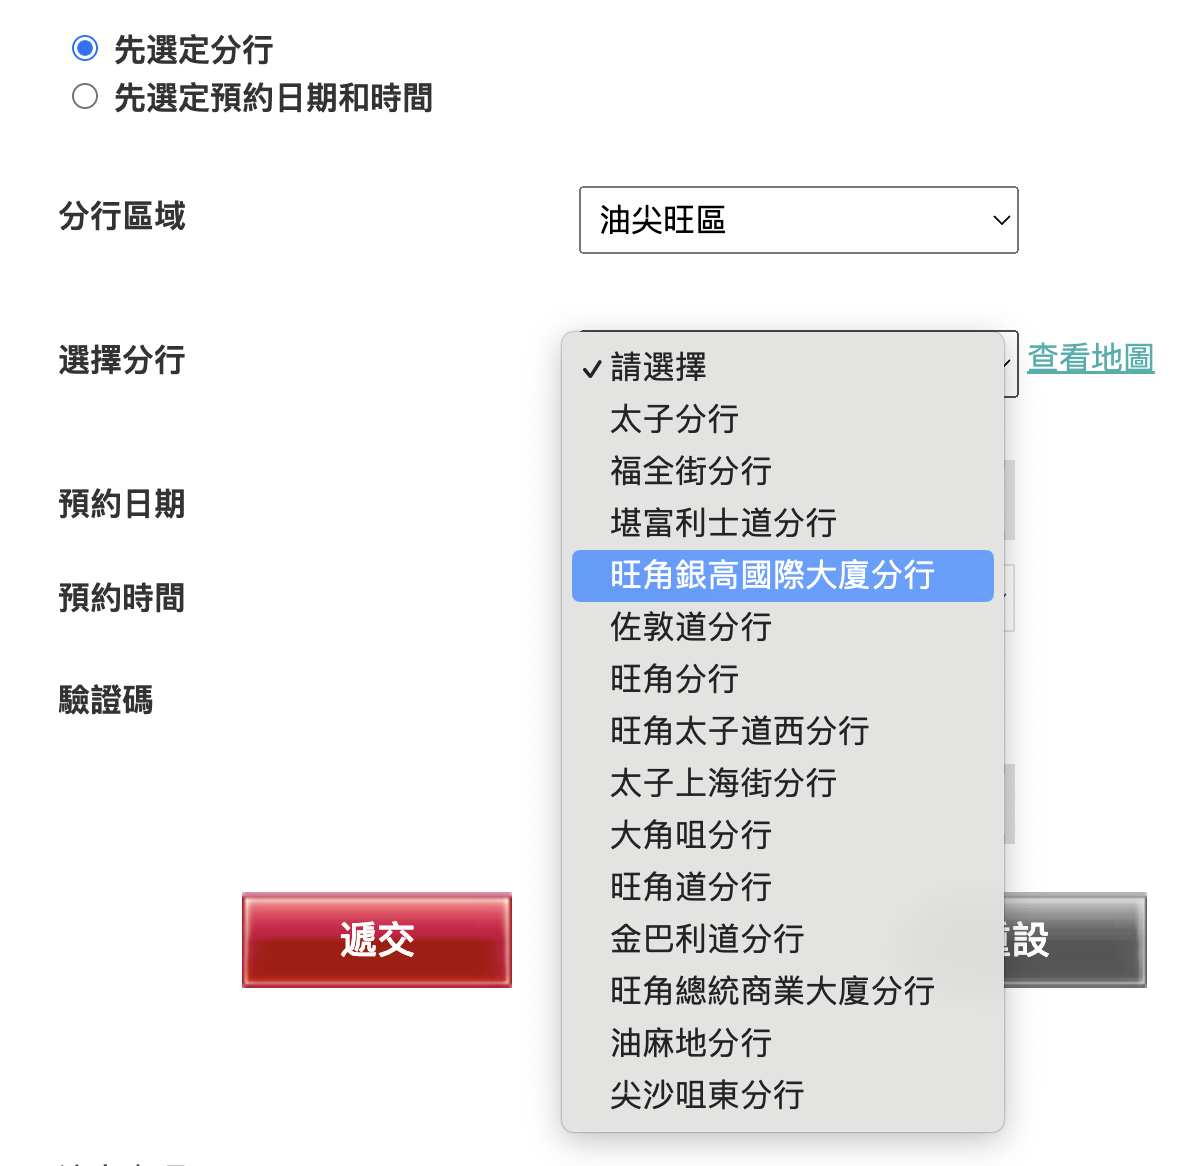 先選定分行
先選定預約日期和時間
分行區域
油尖旺區
選擇分行
請選擇
查看地圖
太子分行
福全街分行
堪富利士道分行
旺角銀高國際大廈分行
佐敦道分行
旺角分行
旺角太子道西分行
太子上海街分行
大角咀分行
旺角道分行
金巴利道分行
旺角總統商業大廈分行
油麻地分行
尖沙咀東分行
預約日期
預約時間
驗證碼
遞交
設